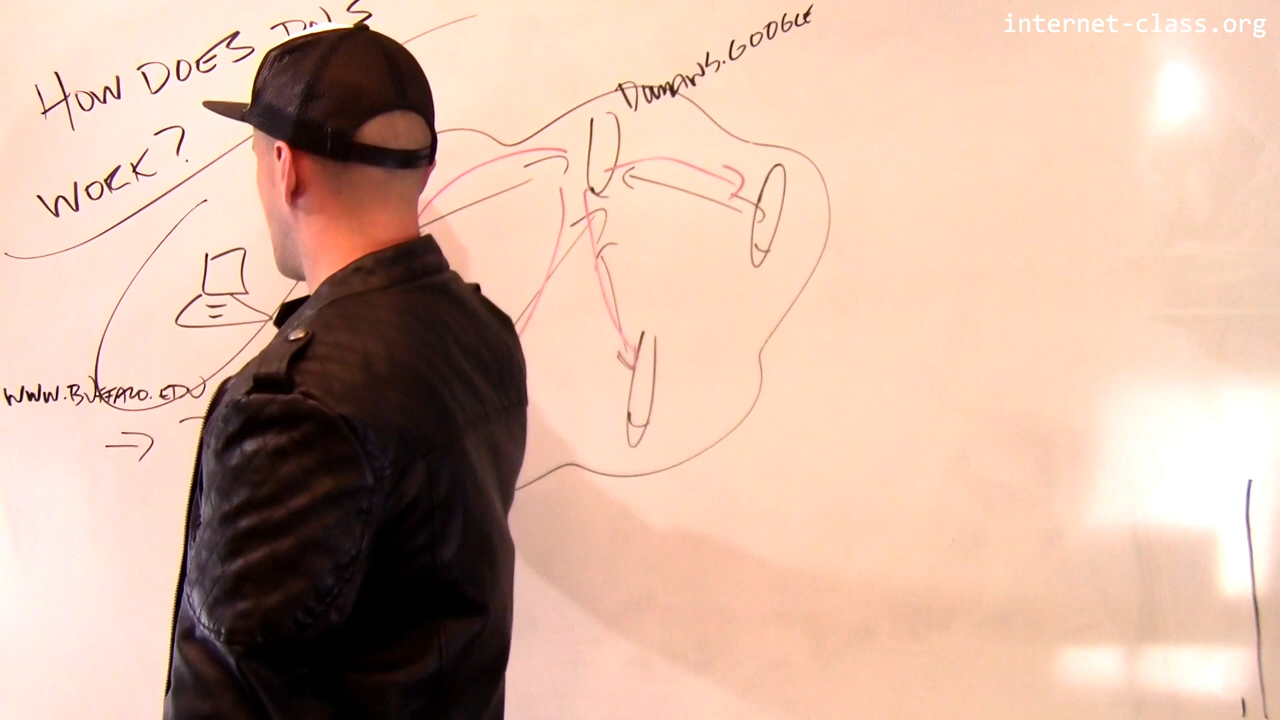 internet-class.org
HOW DOES DNS
WORK?
DOMAINS.GOOGLE
WWW.BUFFALO.EDU